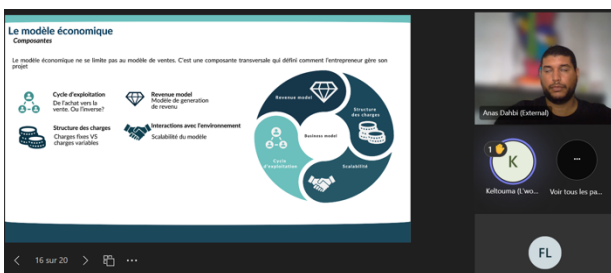 Le modèle économique
Composantes
Le modèle économique ne se limite pas au modèle de ventes. C'est une composante transversale qui défini comment l'entrepreneur gère son
projet
Cycle d'exploitation
De l'achat vers la
vente. Ou l'inverse?
Revenue model
Modèle de generation
de revenu
Structure des charges
Charges fixes VS
charges variables
Interactions avec l'environnement
Scalabilité du modèle
Revenue model
Structure
des charges
Business model
Cycle
d'exploitation
Scalabilité
16 sur 20
...
Anas Dahbi (External)
1
K
Keltouma (L'wo...
...
Voir tous les pa...
FL